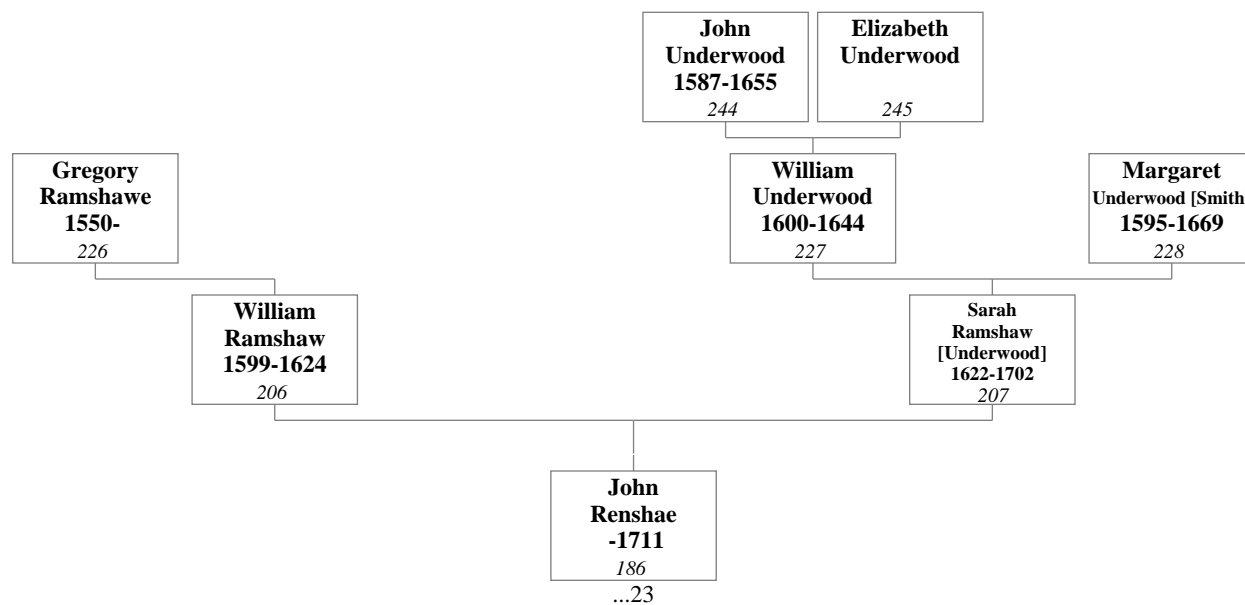 John
Underwood
1587-1655
244
Elizabeth
Underwood
245
Gregory
Ramshawe
1550-
226
William
Underwood
1600-1644
227
Margaret
Underwood [Smith
1595-1669
228
William
Ramshaw
1599-1624
206
Sarah
Ramshaw
[Underwood]
1622-1702
207
John
Renshae
-1711
186
...23